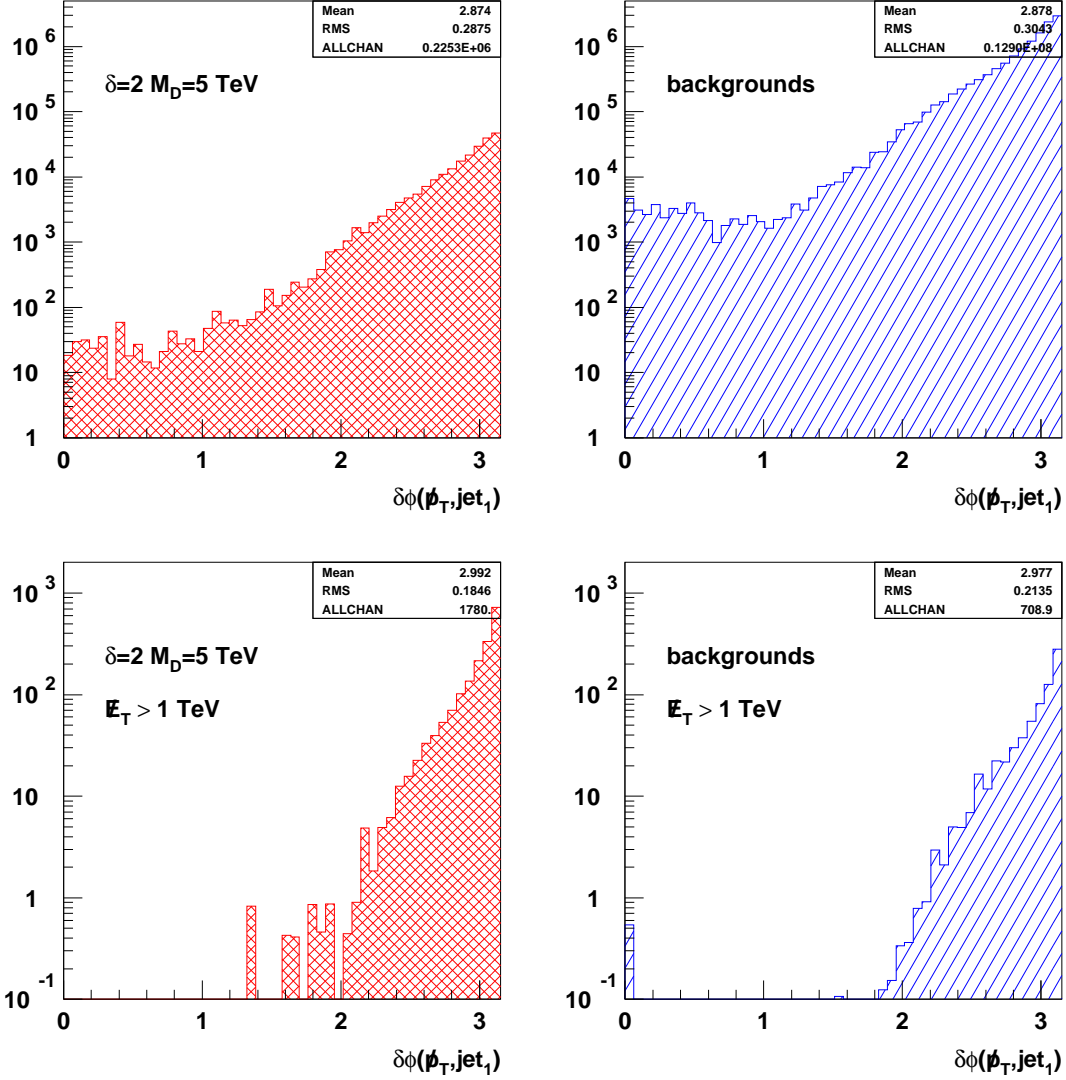 Mean 2.874
RMS 0.2875
ALLCHAN 0.2253E+06
δ=2 M_D=5 TeV
10^6
10^5
10^4
10^3
10^2
10
1
0 1 2 3
δϕ(p̸_T,jet_1)
Mean 2.878
RMS 0.3043
ALLCHAN 0.1290E+08
backgrounds
10^6
10^5
10^4
10^3
10^2
10
1
0 1 2 3
δϕ(p̸_T,jet_1)
Mean 2.992
RMS 0.1846
ALLCHAN 1780.
δ=2 M_D=5 TeV
E̸_T > 1 TeV
10^3
10^2
10
1
10^-1
0 1 2 3
δϕ(p̸_T,jet_1)
Mean 2.977
RMS 0.2135
ALLCHAN 708.9
backgrounds
E̸_T > 1 TeV
10^3
10^2
10
1
10^-1
0 1 2 3
δϕ(p̸_T,jet_1)